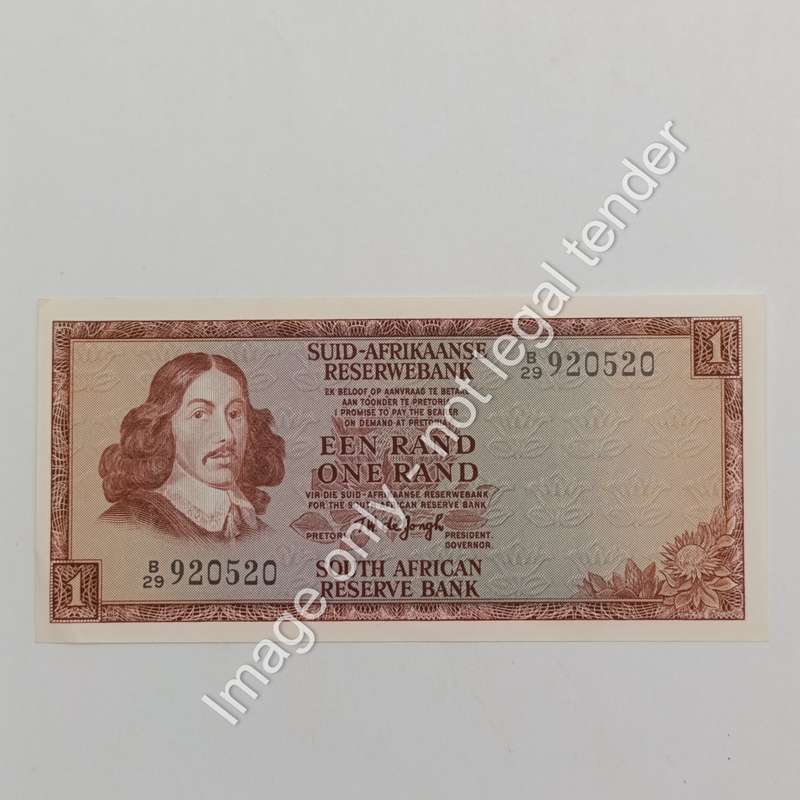 1
SUID-AFRIKAANSE
RESERWEBANK
B/29 920520
EK BELOOF OP AANVRAAG TE BETAAL
AAN TOONDER TE PRETORIA
I PROMISE TO PAY THE BEARER
ON DEMAND AT PRETORIA
EEN RAND
ONE RAND
VIR DIE SUID-AFRIKAANSE RESERWEBANK
FOR THE SOUTH AFRICAN RESERVE BANK
T.W. de Jongh
PRETORIA PRESIDENT.
GOVERNOR.
B/29 920520
1
SOUTH AFRICAN
RESERVE BANK
Image only - not legal tender